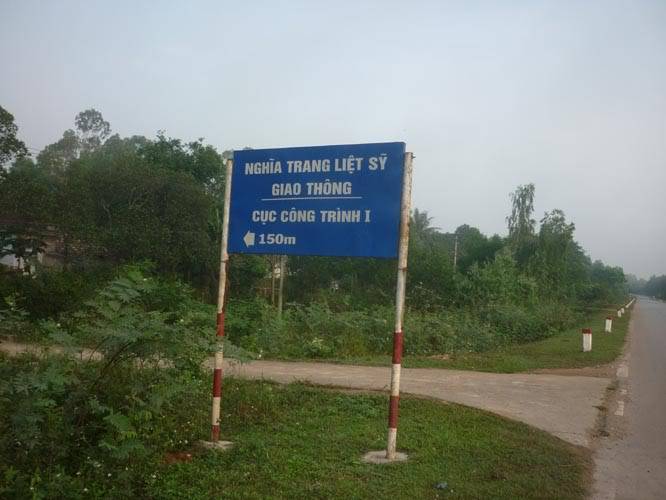 NGHĨA TRANG LIỆT SỸ
GIAO THÔNG
CỤC CÔNG TRÌNH I
150m